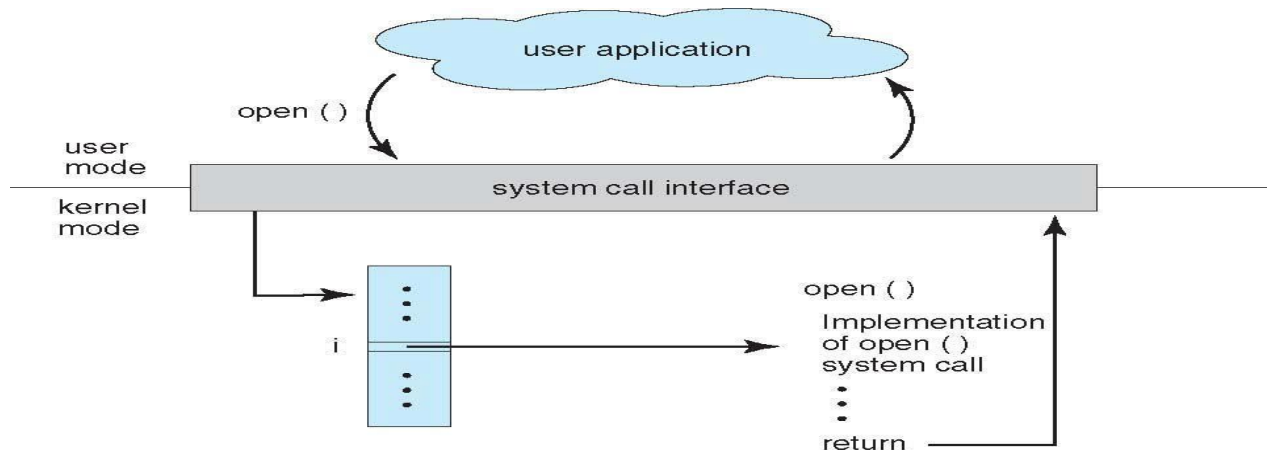 user application
open ( )
user
mode
system call interface
kernel
mode
open ( )
i
Implementation
of open ( )
system call
return